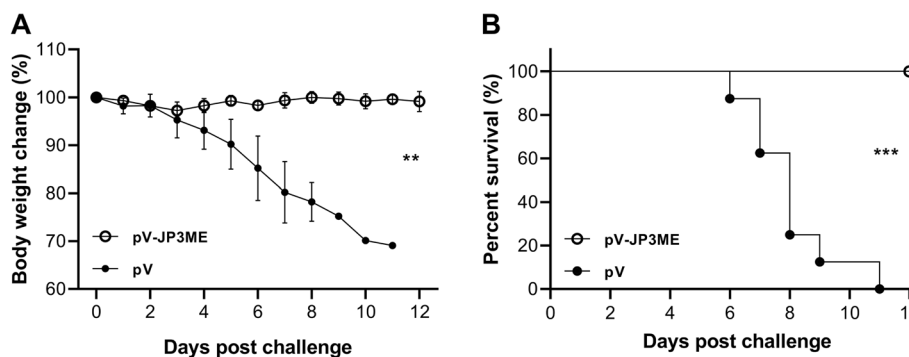 A
Body weight change (%)
110
100
90
80
70
60
**
pV-JP3ME
pV
0 2 4 6 8 10 12
Days post challenge
B
Percent survival (%)
100
80
60
40
20
0
***
pV-JP3ME
pV
0 2 4 6 8 10
Days post challenge